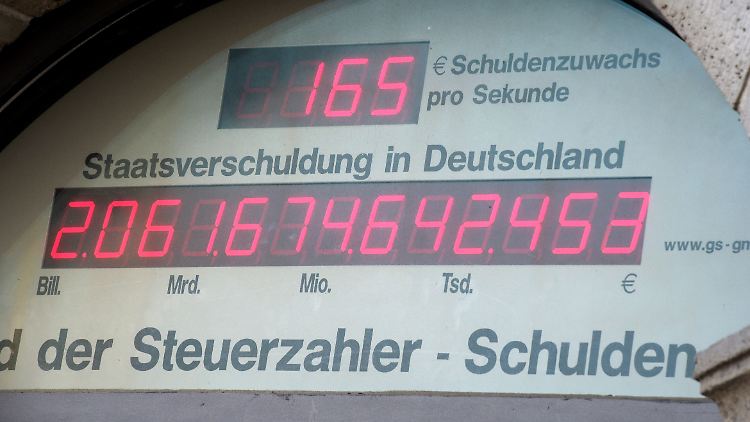 165 € Schuldenzuwachs
pro Sekunde
Staatsverschuldung in Deutschland
2.061.674.642.453
www.gs-gm
Bill. Mrd. Mio. Tsd. €
d der Steuerzahler - Schulden